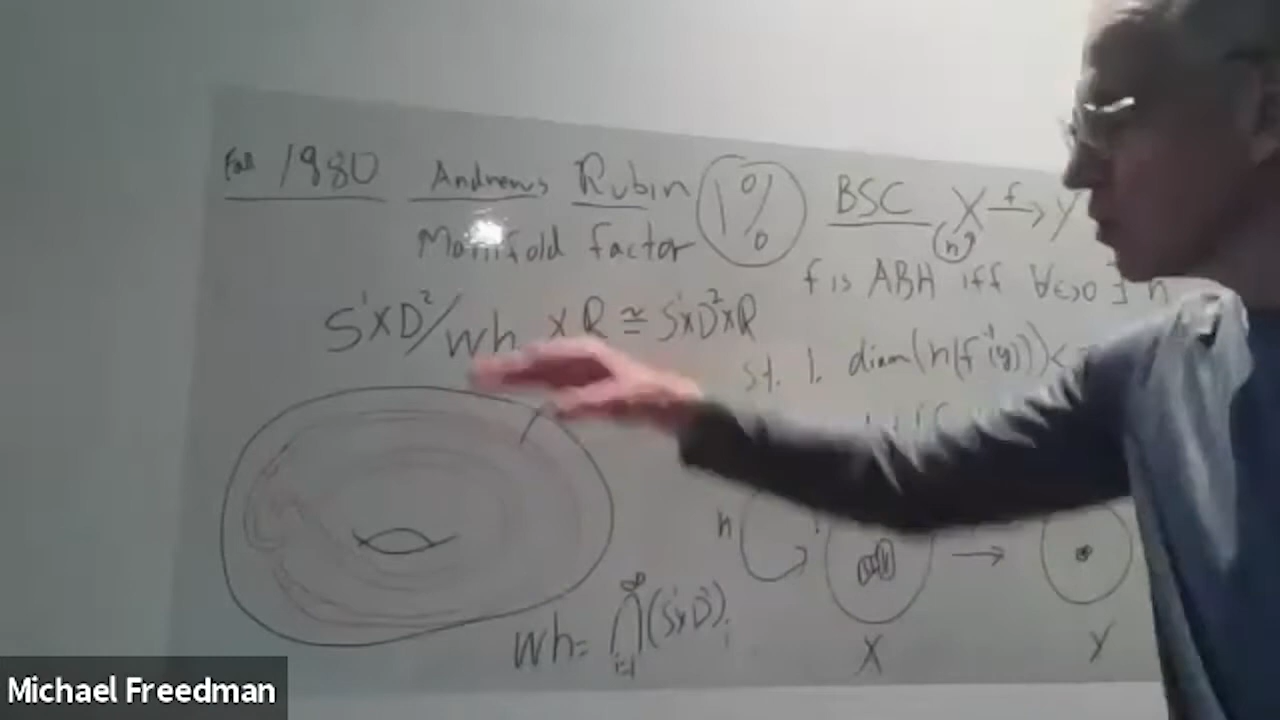 Fall 1980 Andrews Rubin 1% BSC X f→ Y
Manifold factor h
f is ABH iff ∀ε>0 ∃ h
S¹×D²/Wh × R ≅ S¹×D²×R
st. 1. diam(h(f⁻¹(y)))<
h
Wh = ∞⋂i=1 (S¹×D²)i
X Y
Michael Freedman